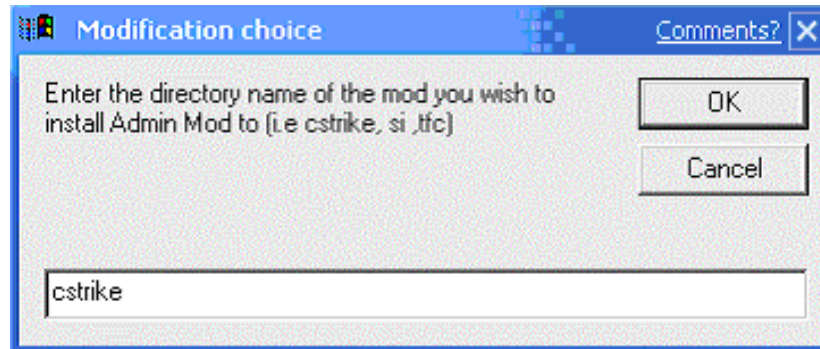 Modification choice Comments?
Enter the directory name of the mod you wish to
install Admin Mod to (i.e cstrike, si ,tfc)
OK
Cancel
cstrike